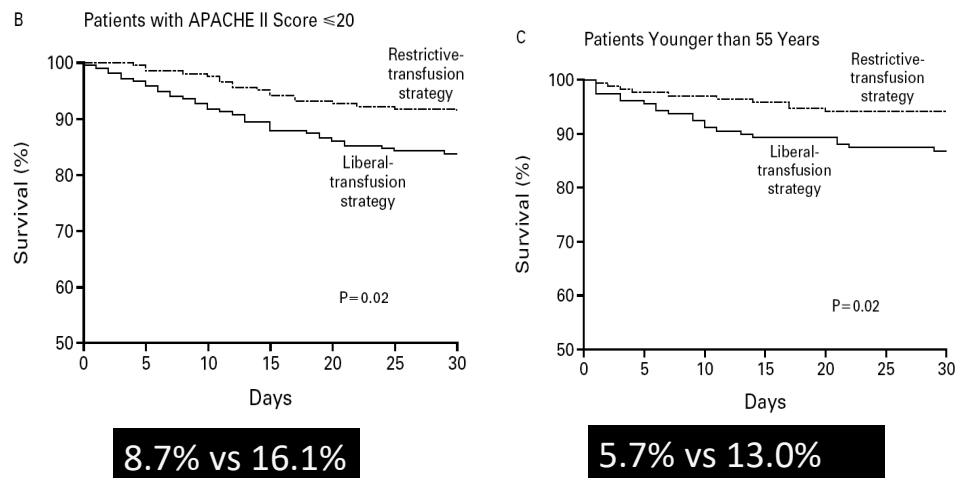 B
Patients with APACHE II Score ⩽20
Restrictive-
transfusion
strategy
100
90
80
70
60
50
Survival (%)
Liberal-
transfusion
strategy
P=0.02
0 5 10 15 20 25 30
Days
8.7% vs 16.1%
C
Patients Younger than 55 Years
Restrictive-
transfusion
strategy
100
90
80
70
60
50
Survival (%)
Liberal-
transfusion
strategy
P=0.02
0 5 10 15 20 25 30
Days
5.7% vs 13.0%